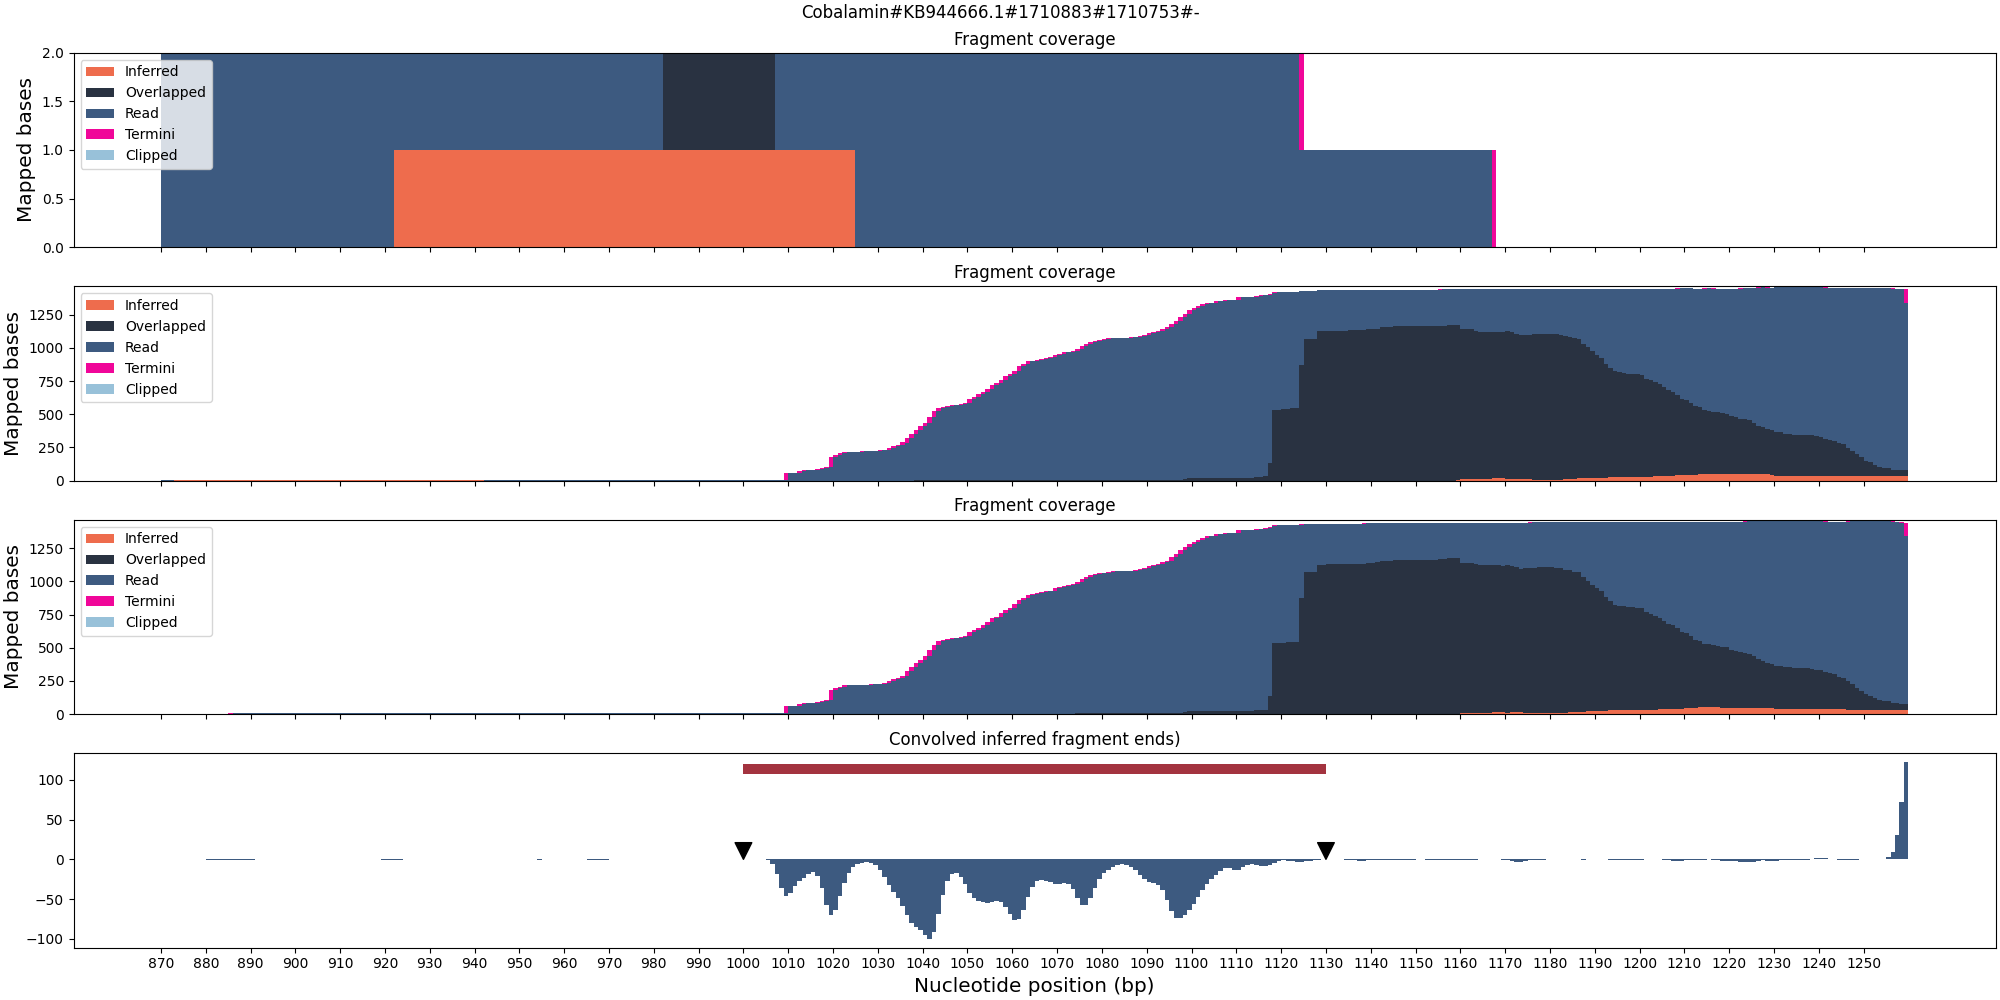 Cobalamin#KB944666.1#1710883#1710753#-
Fragment coverage
Mapped bases
2.0
1.5
1.0
0.5
0.0
Inferred
Overlapped
Read
Termini
Clipped
Fragment coverage
Mapped bases
1250
1000
750
500
250
0
Inferred
Overlapped
Read
Termini
Clipped
Fragment coverage
Mapped bases
1250
1000
750
500
250
0
Inferred
Overlapped
Read
Termini
Clipped
Convolved inferred fragment ends)
100
50
0
−50
−100
870 880 890 900 910 920 930 940 950 960 970 980 990 1000 1010 1020 1030 1040 1050 1060 1070 1080 1090 1100 1110 1120 1130 1140 1150 1160 1170 1180 1190 1200 1210 1220 1230 1240 1250
Nucleotide position (bp)